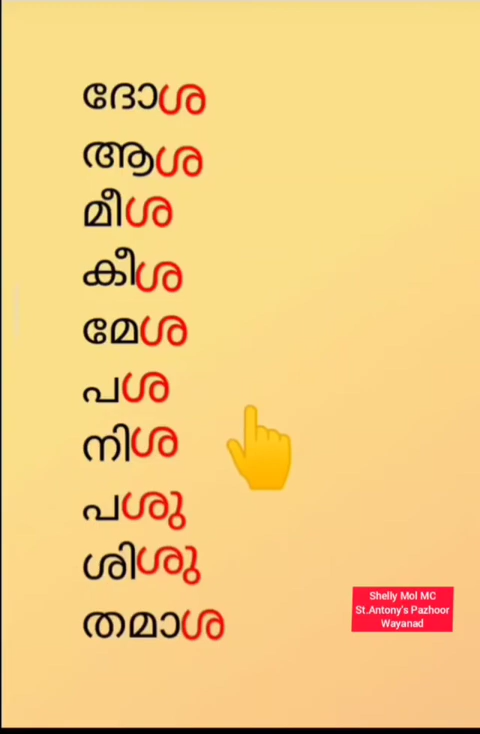 ദോശ
ആശ
മീശ
കീശ
മേശ
പശ
നിശ
പശു
ശിശു
തമാശ
Shelly Mol MC
St.Antony's Pazhoor
Wayanad